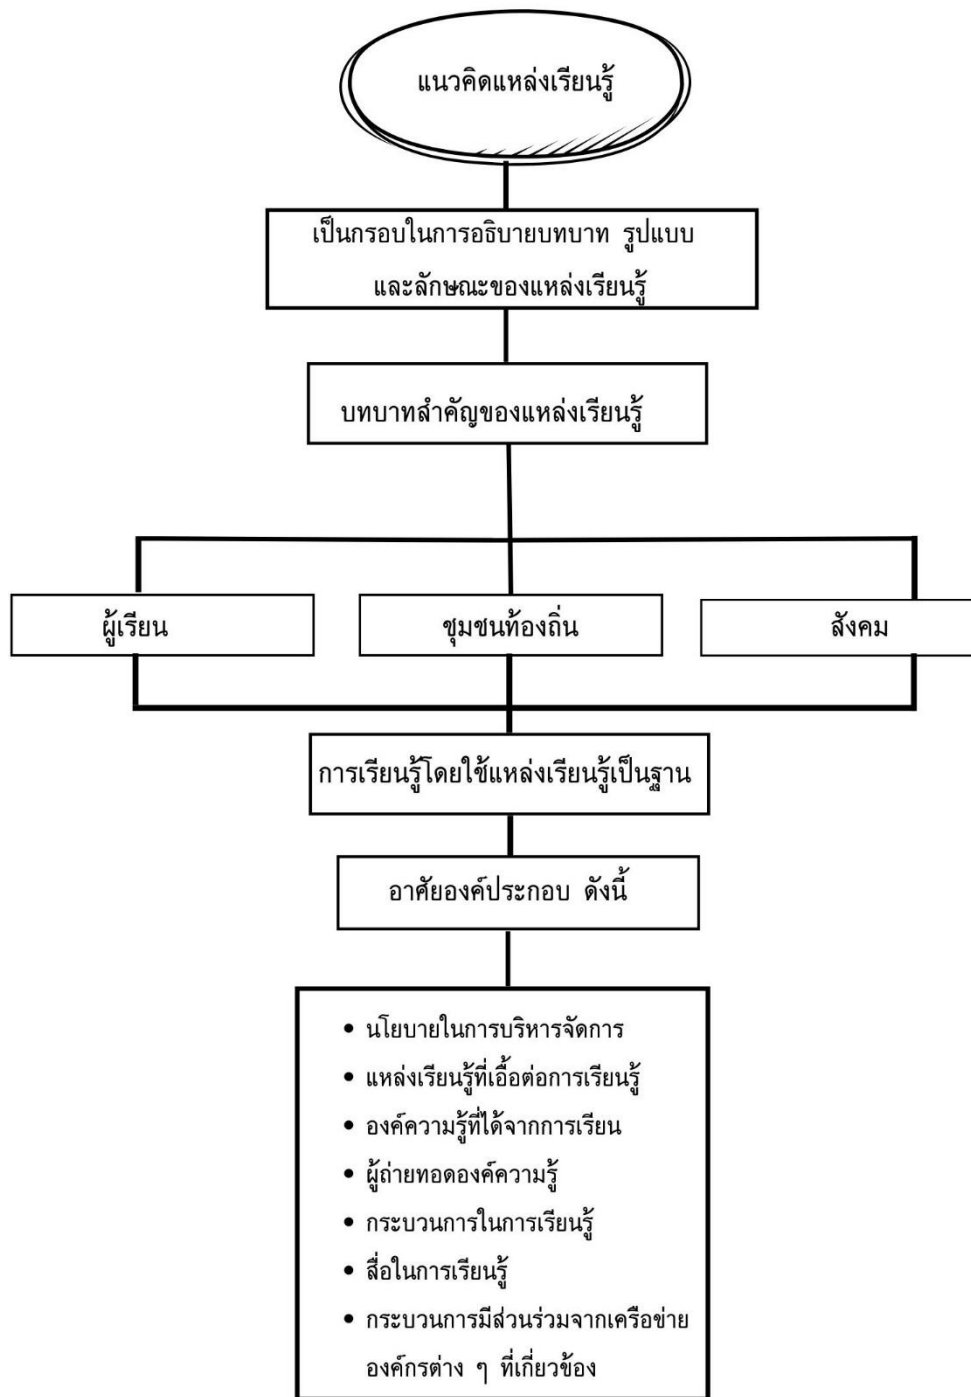 แนวคิดแหล่งเรียนรู้
เป็นกรอบในการอธิบายบทบาท รูปแบบ
และลักษณะของแหล่งเรียนรู้
บทบาทสำคัญของแหล่งเรียนรู้
ผู้เรียน
ชุมชนท้องถิ่น
สังคม
การเรียนรู้โดยใช้แหล่งเรียนรู้เป็นฐาน
อาศัยองค์ประกอบ ดังนี้
• นโยบายในการบริหารจัดการ
• แหล่งเรียนรู้ที่เอื้อต่อการเรียนรู้
• องค์ความรู้ที่ได้จากการเรียน
• ผู้ถ่ายทอดองค์ความรู้
• กระบวนการในการเรียนรู้
• สื่อในการเรียนรู้
• กระบวนการมีส่วนร่วมจากเครือข่าย
องค์กรต่าง ๆ ที่เกี่ยวข้อง